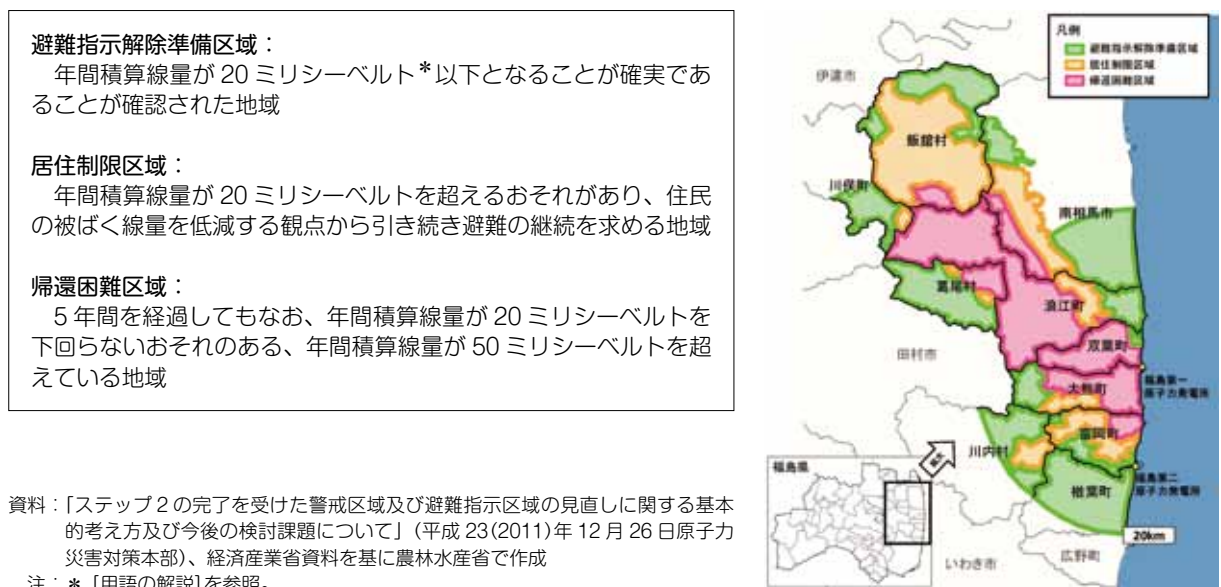 避難指示解除準備区域：
年間積算線量が 20 ミリシーベルト＊以下となることが確実であ
ることが確認された地域
居住制限区域：
年間積算線量が 20 ミリシーベルトを超えるおそれがあり、住民
の被ばく線量を低減する観点から引き続き避難の継続を求める地域
帰還困難区域：
5 年間を経過してもなお、年間積算線量が 20 ミリシーベルトを
下回らないおそれのある、年間積算線量が 50 ミリシーベルトを超
えている地域
資料：「ステップ 2 の完了を受けた警戒区域及び避難指示区域の見直しに関する基本
的考え方及び今後の検討課題について」（平成 23(2011)年 12 月 26 日原子力
災害対策本部）、経済産業省資料を基に農林水産省で作成
注：＊ [用語の解説]を参照。
凡例
避難指示解除準備区域
居住制限区域
帰還困難区域
伊達市
飯舘村
川俣町
南相馬市
葛尾村
浪江町
田村市
双葉町
大熊町
福島第一
原子力発電所
富岡町
川内村
福島県
拡大
福島第二
原子力発電所
楢葉町
20km
いわき市
広野町